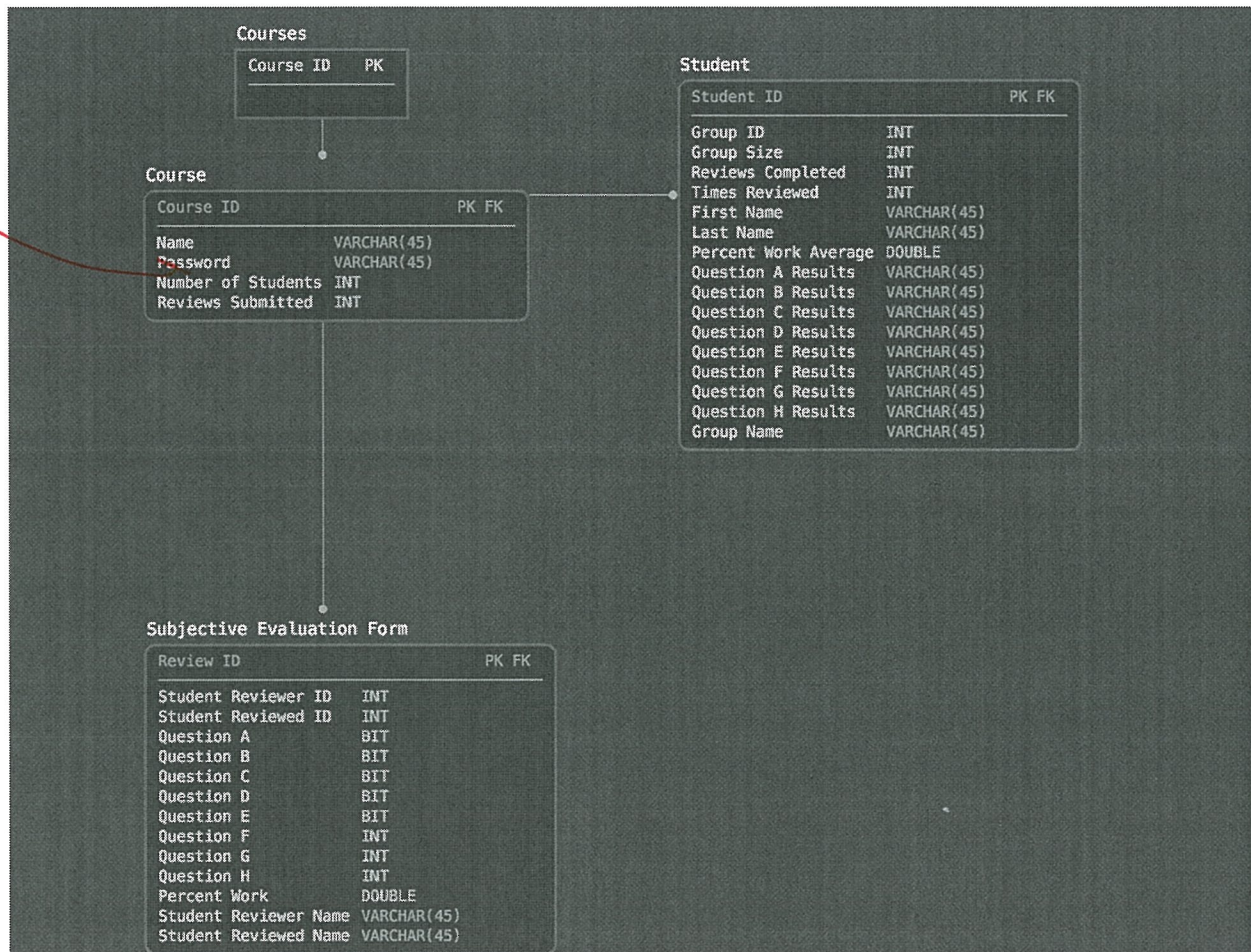 Courses
Course ID PK
Student
Student ID PK FK
Group ID INT
Group Size INT
Reviews Completed INT
Times Reviewed INT
First Name VARCHAR(45)
Last Name VARCHAR(45)
Percent Work Average DOUBLE
Question A Results VARCHAR(45)
Question B Results VARCHAR(45)
Question C Results VARCHAR(45)
Question D Results VARCHAR(45)
Question E Results VARCHAR(45)
Question F Results VARCHAR(45)
Question G Results VARCHAR(45)
Question H Results VARCHAR(45)
Group Name VARCHAR(45)
Course
Course ID PK FK
Name VARCHAR(45)
Password VARCHAR(45)
Number of Students INT
Reviews Submitted INT
Subjective Evaluation Form
Review ID PK FK
Student Reviewer ID INT
Student Reviewed ID INT
Question A BIT
Question B BIT
Question C BIT
Question D BIT
Question E BIT
Question F INT
Question G INT
Question H INT
Percent Work DOUBLE
Student Reviewer Name VARCHAR(45)
Student Reviewed Name VARCHAR(45)